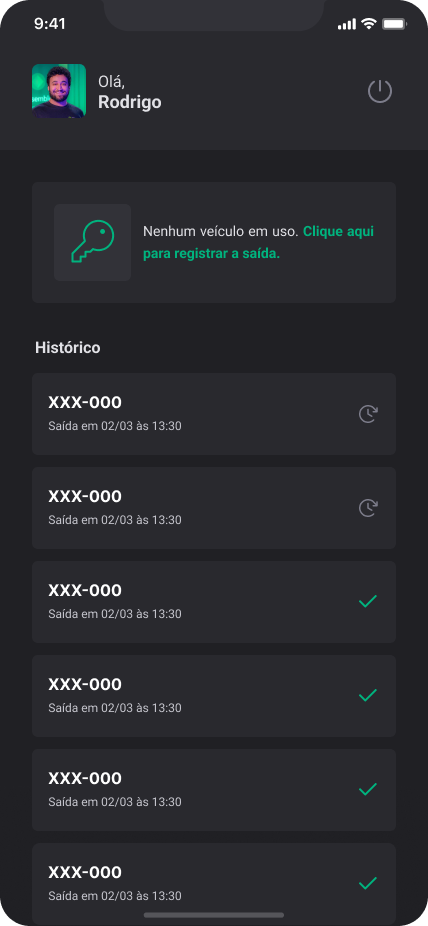 9:41
Olá,
Rodrigo
Nenhum veículo em uso. Clique aqui
para registrar a saída.
Histórico
XXX-000
Saída em 02/03 às 13:30
XXX-000
Saída em 02/03 às 13:30
XXX-000
Saída em 02/03 às 13:30
XXX-000
Saída em 02/03 às 13:30
XXX-000
Saída em 02/03 às 13:30
XXX-000
Saída em 02/03 às 13:30